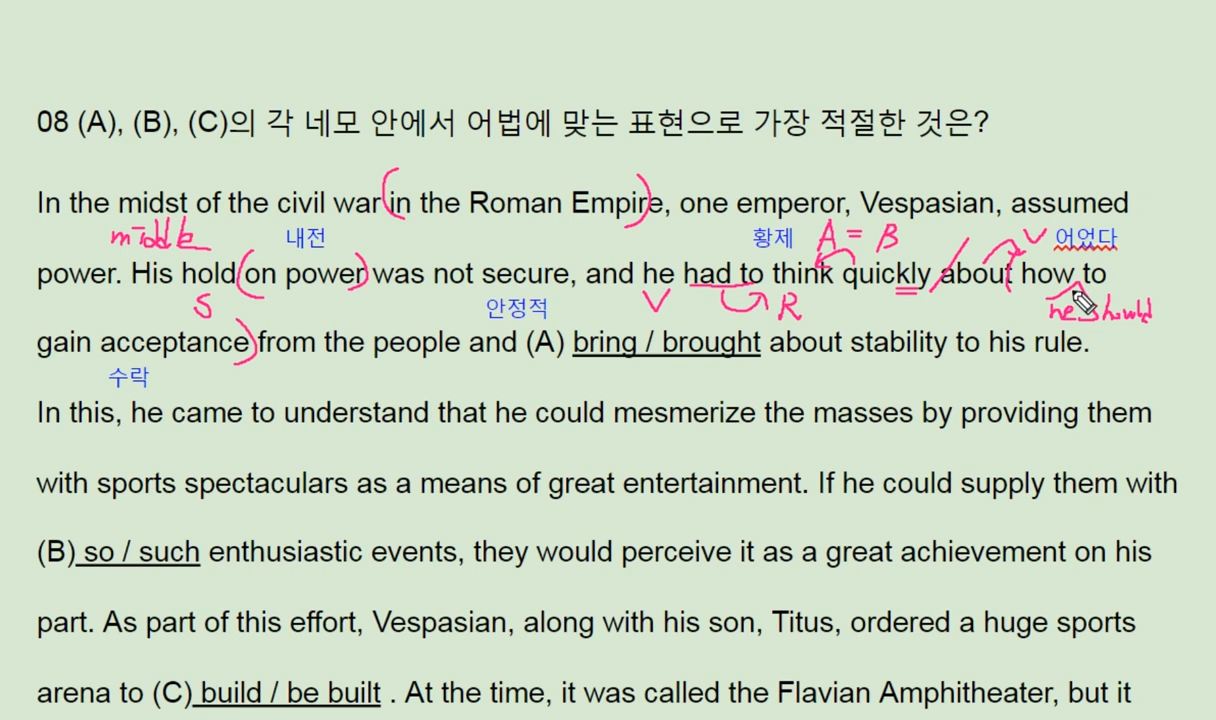 08 (A), (B), (C)의 각 네모 안에서 어법에 맞는 표현으로 가장 적절한 것은?
In the midst of the civil war (in the Roman Empire), one emperor, Vespasian, assumed
middle 내전 황제 A = B V 어었다
power. His hold (on power) was not secure, and he had to think quickly / about how to
S 안정적 V R he should
gain acceptance) from the people and (A) bring / brought about stability to his rule.
수락
In this, he came to understand that he could mesmerize the masses by providing them
with sports spectaculars as a means of great entertainment. If he could supply them with
(B) so / such enthusiastic events, they would perceive it as a great achievement on his
part. As part of this effort, Vespasian, along with his son, Titus, ordered a huge sports
arena to (C) build / be built . At the time, it was called the Flavian Amphitheater, but it